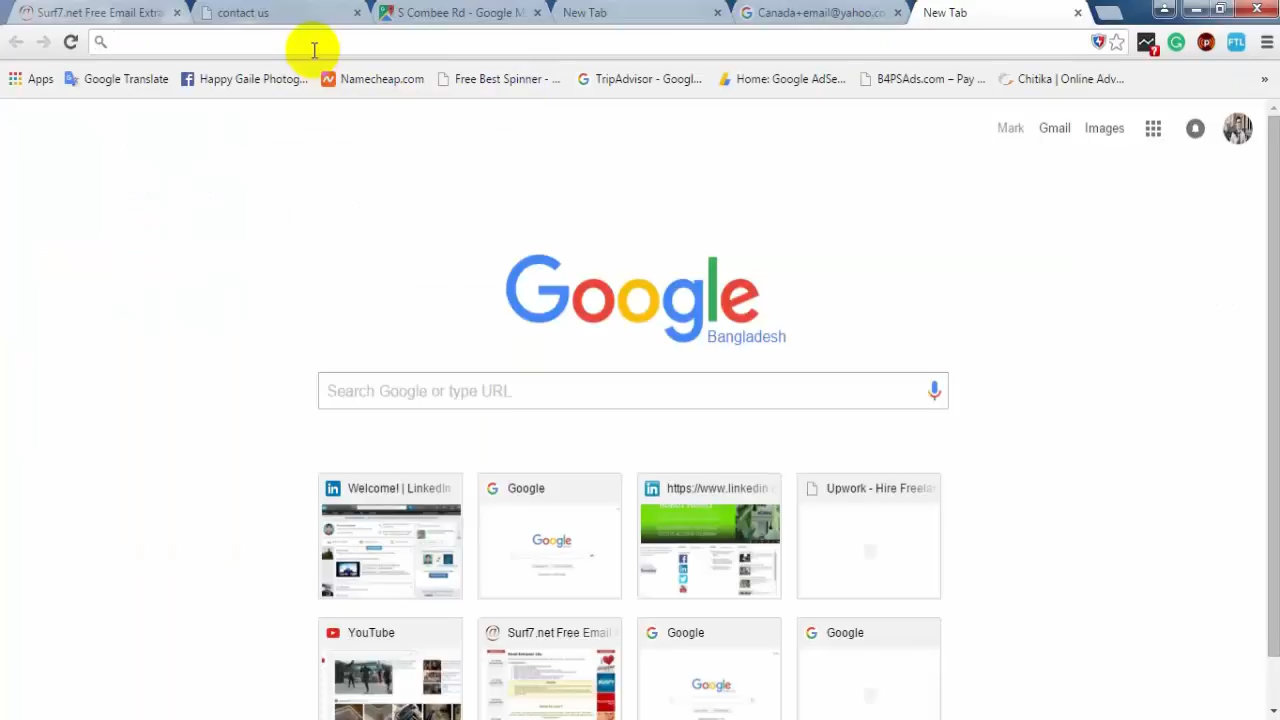 Surf7.net Free Email Extra
contact us
S Combee Rd - Google M
New Tab
Canada+email@yahoo.co
New Tab
FTL
Apps
Google Translate
Happy Gaile Photog...
Namecheap.com
Free Best Spinner - ...
TripAdvisor - Googl...
Home Google AdSe...
BillysAds.com – Pay ...
Chitika | Online Adv...
»
Mark
Gmail
Images
Google
Bangladesh
Search Google or type URL
Welcome! | LinkedIn
Google
https://www.linkedin
Upwork - Hire Freela
Google
YouTube
Surf7.net Free Email
Google
Google
Google